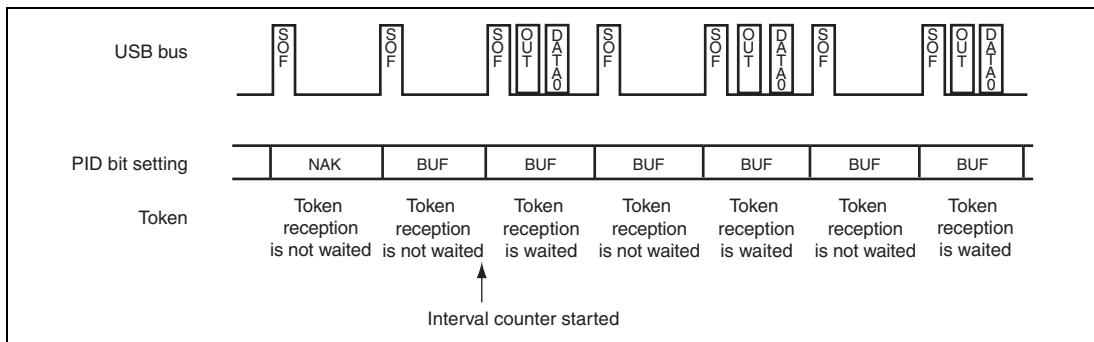 USB bus
SOF SOF SOF OUT DATA0 SOF SOF OUT DATA0 SOF SOF OUT DATA0
PID bit setting
NAK BUF BUF BUF BUF BUF BUF
Token
Token reception is not waited
Token reception is not waited
Token reception is waited
Token reception is not waited
Token reception is waited
Token reception is not waited
Token reception is waited
Interval counter started